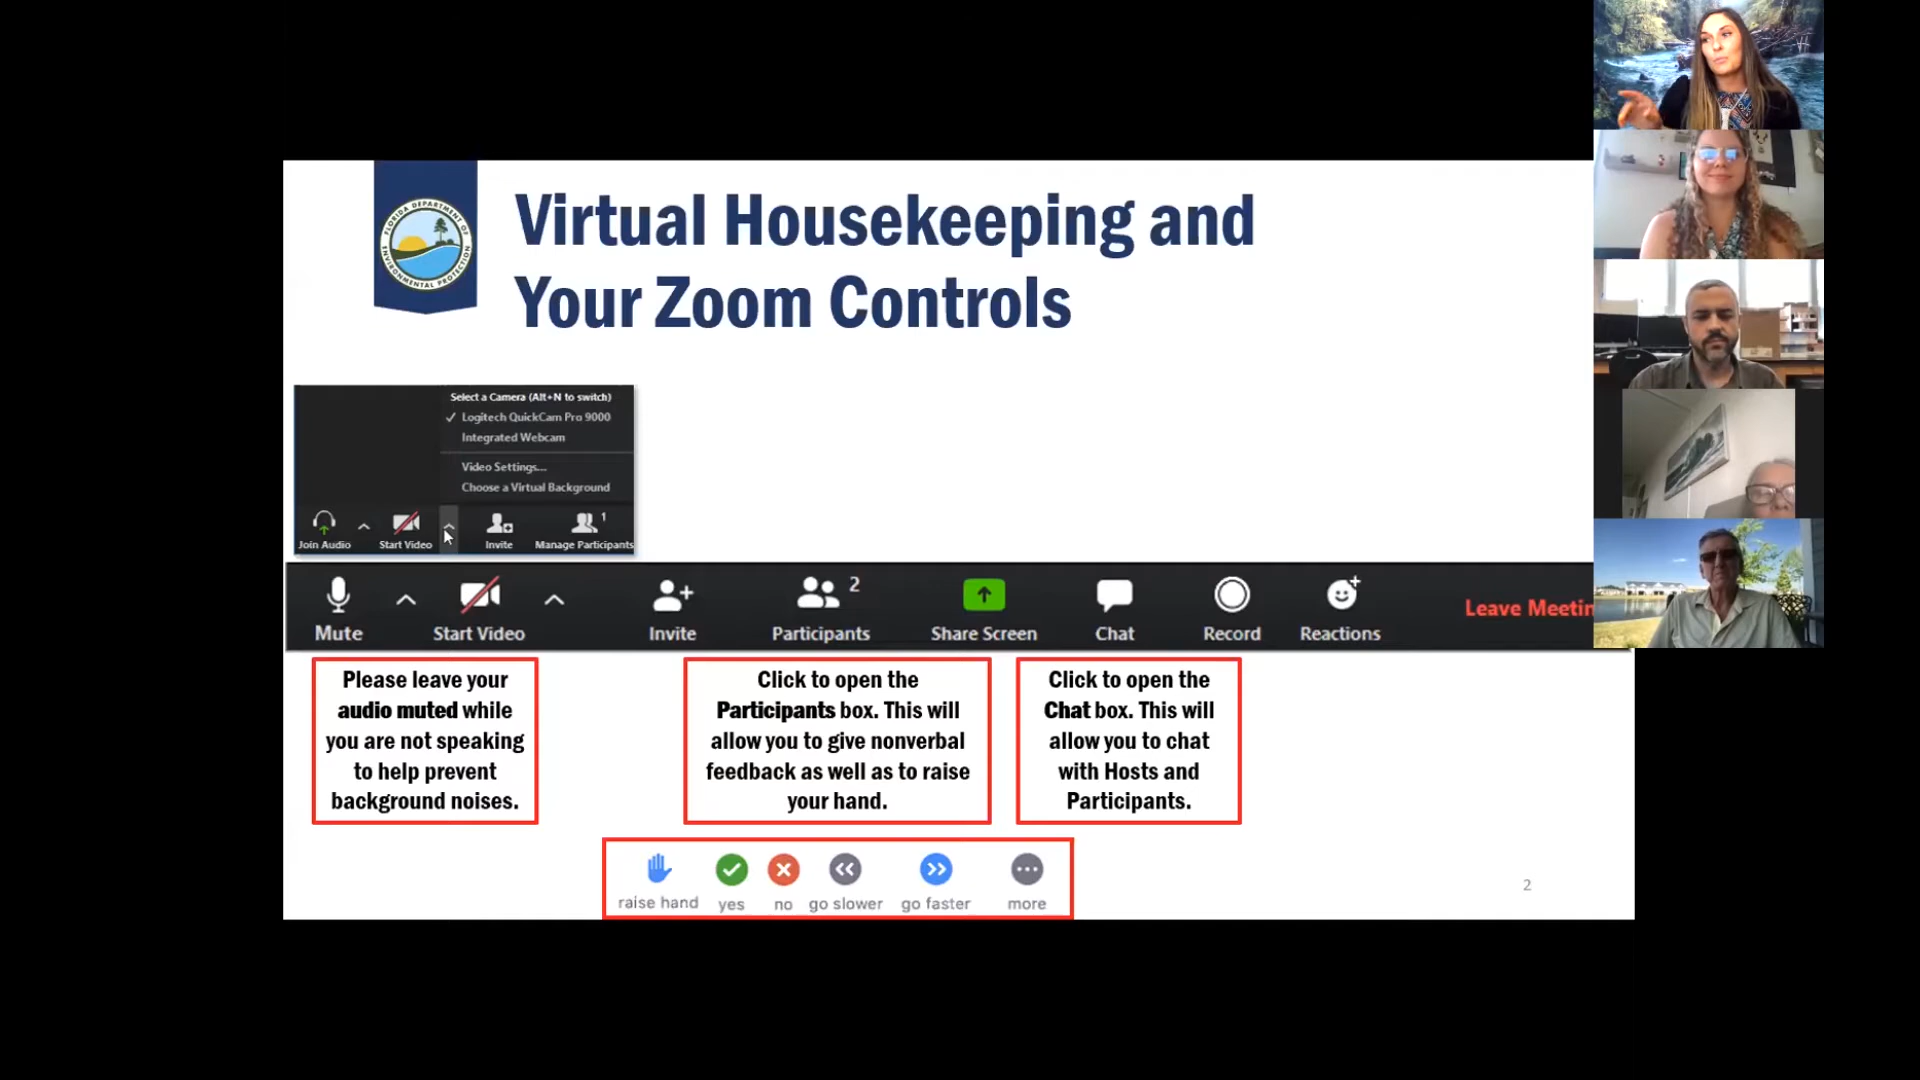 FLORIDA DEPARTMENT OF
ENVIRONMENTAL PROTECTION
Virtual Housekeeping and
Your Zoom Controls
Select a Camera (Alt+N to switch)
✓ Logitech QuickCam Pro 9000
Integrated Webcam
Video Settings...
Choose a Virtual Background
1
Join Audio
Start Video
Invite
Manage Participants
2
Mute
Start Video
Invite
Participants
Share Screen
Chat
Record
Reactions
Leave Meetin
Please leave your
audio muted while
you are not speaking
to help prevent
background noises.
Click to open the
Participants box. This will
allow you to give nonverbal
feedback as well as to raise
your hand.
Click to open the
Chat box. This will
allow you to chat
with Hosts and
Participants.
raise hand
yes
no
go slower
go faster
more
2